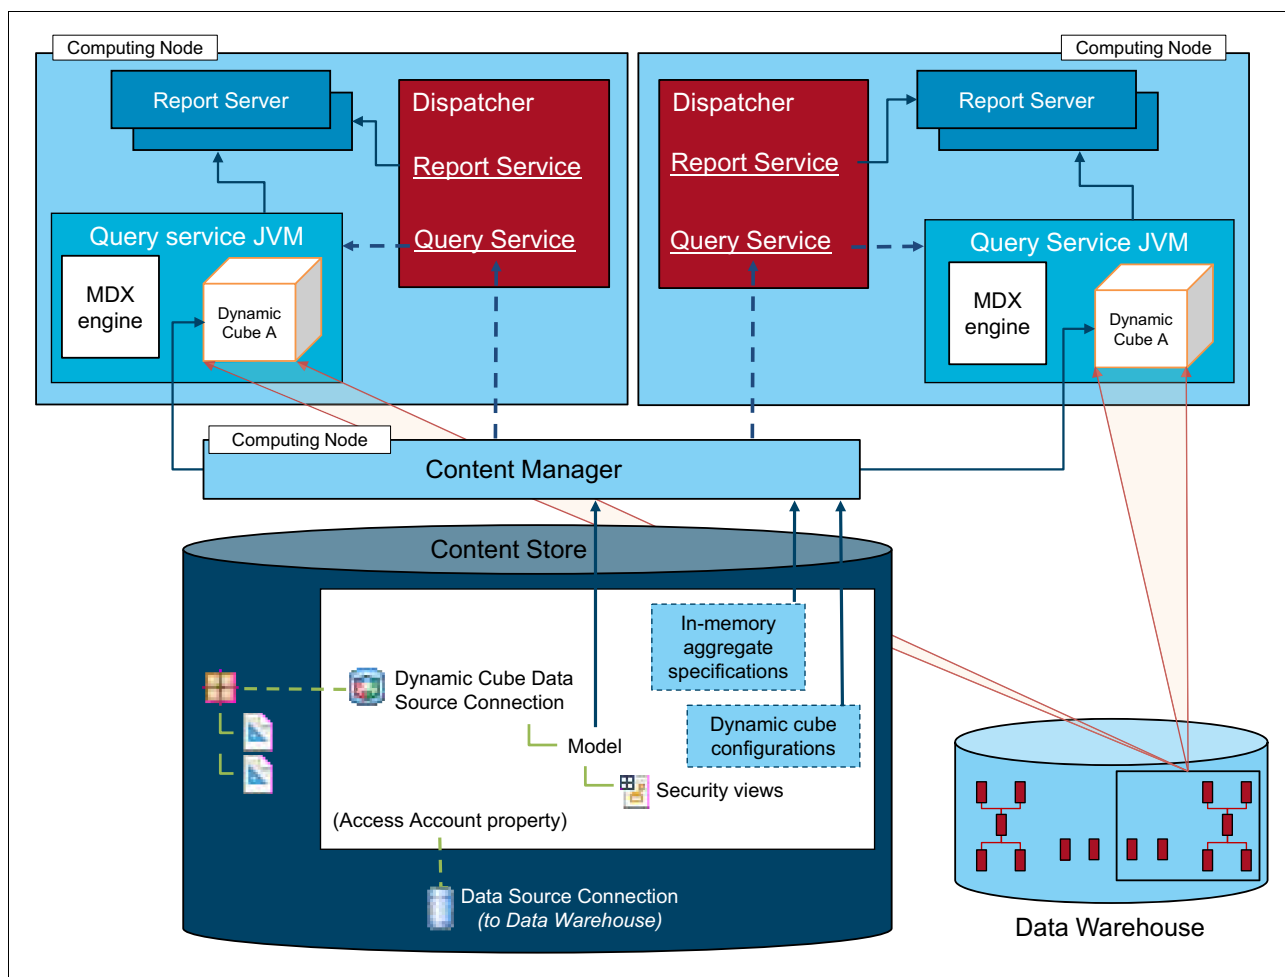 Computing Node
Report Server
Dispatcher
Report Service
Query Service
Query service JVM
MDX
engine
Dynamic
Cube A
Computing Node
Dispatcher
Report Service
Query Service
Report Server
Query Service JVM
MDX
engine
Dynamic
Cube A
Computing Node
Content Manager
Content Store
In-memory
aggregate
specifications
Dynamic Cube Data
Source Connection
Dynamic cube
configurations
Model
Security views
(Access Account property)
Data Source Connection
(to Data Warehouse)
Data Warehouse